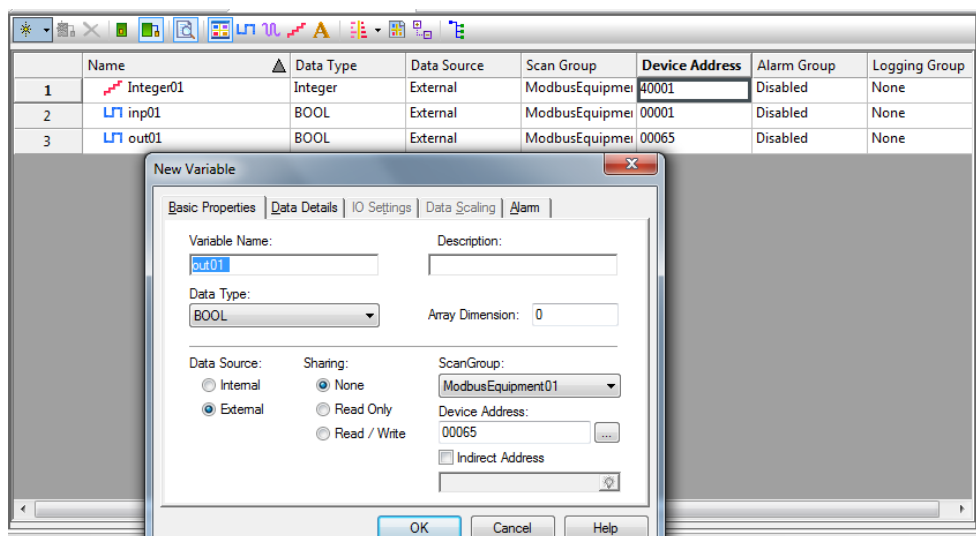 Name Data Type Data Source Scan Group Device Address Alarm Group Logging Group
1 Integer01 Integer External ModbusEquipme 40001 Disabled None
2 inp01 BOOL External ModbusEquipme 00001 Disabled None
3 out01 BOOL External ModbusEquipme 00065 Disabled None
New Variable
Basic Properties Data Details IO Settings Data Scaling Alarm
Variable Name: Description:
out01
Data Type:
BOOL Array Dimension: 0
Data Source: Sharing: ScanGroup:
Internal None ModbusEquipment01
External Read Only Device Address:
Read / Write 00065 ...
Indirect Address
OK Cancel Help